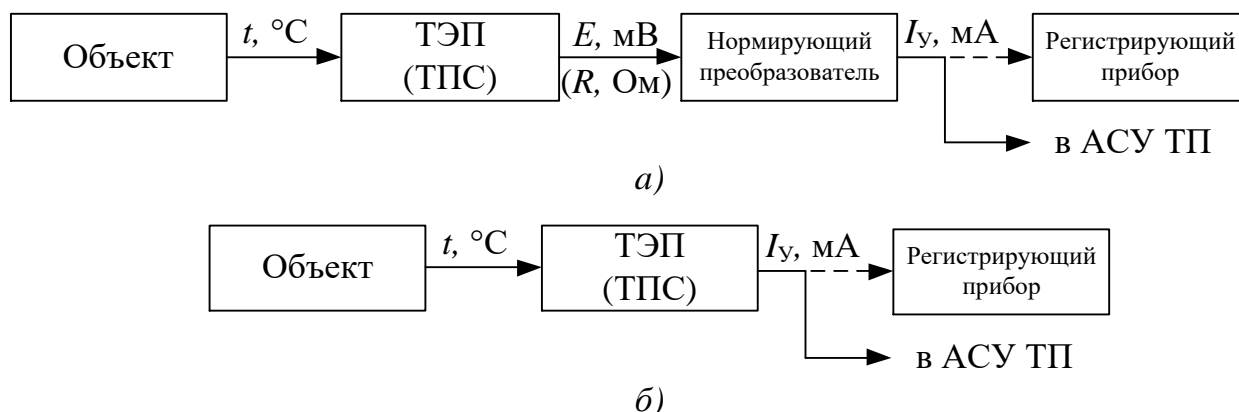 Объект
t, °C
ТЭП
(ТПС)
E, мВ
(R, Ом)
Нормирующий
преобразователь
Iу, мА
Регистрирующий
прибор
в АСУ ТП
а)
Объект
t, °C
ТЭП
(ТПС)
Iу, мА
Регистрирующий
прибор
в АСУ ТП
б)